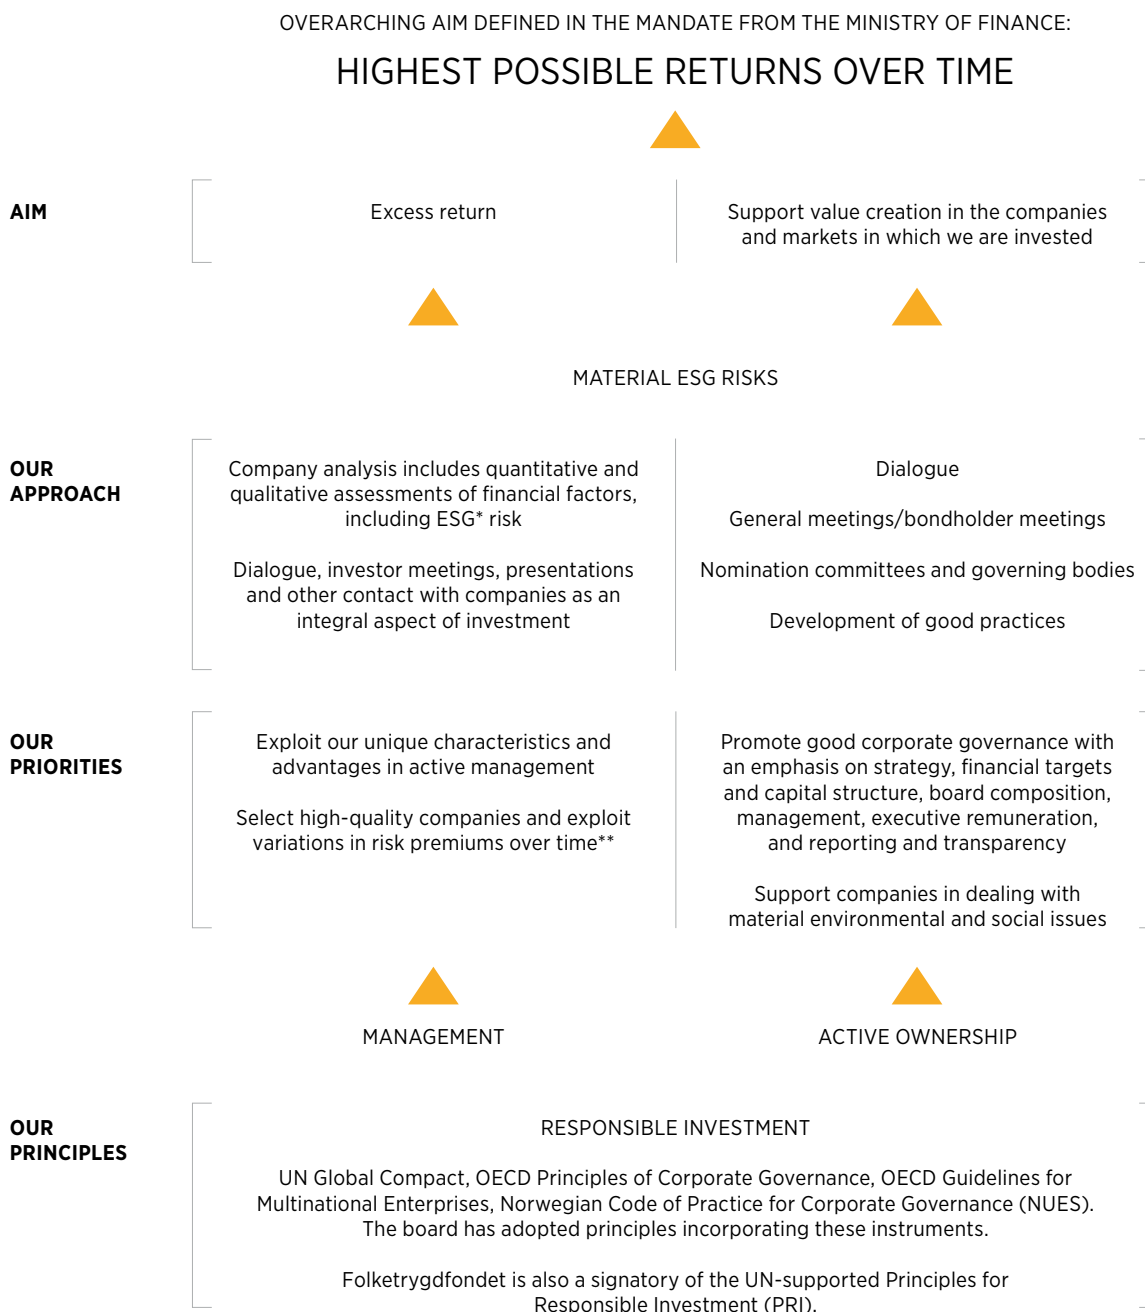 OVERARCHING AIM DEFINED IN THE MANDATE FROM THE MINISTRY OF FINANCE:
HIGHEST POSSIBLE RETURNS OVER TIME
AIM
Excess return
Support value creation in the companies
and markets in which we are invested
MATERIAL ESG RISKS
OUR
APPROACH
Company analysis includes quantitative and
qualitative assessments of financial factors,
including ESG* risk
Dialogue, investor meetings, presentations
and other contact with companies as an
integral aspect of investment
Dialogue
General meetings/bondholder meetings
Nomination committees and governing bodies
Development of good practices
OUR
PRIORITIES
Exploit our unique characteristics and
advantages in active management
Select high-quality companies and exploit
variations in risk premiums over time**
Promote good corporate governance with
an emphasis on strategy, financial targets
and capital structure, board composition,
management, executive remuneration,
and reporting and transparency
Support companies in dealing with
material environmental and social issues
MANAGEMENT
ACTIVE OWNERSHIP
OUR
PRINCIPLES
RESPONSIBLE INVESTMENT
UN Global Compact, OECD Principles of Corporate Governance, OECD Guidelines for
Multinational Enterprises, Norwegian Code of Practice for Corporate Governance (NUES).
The board has adopted principles incorporating these instruments.
Folketrygdfondet is also a signatory of the UN-supported Principles for
Responsible Investment (PRI).